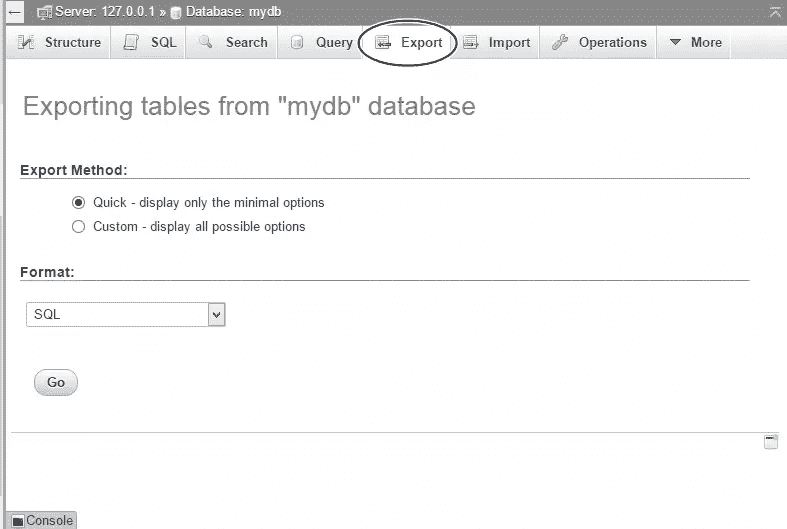 Server: 127.0.0.1 » Database: mydb
Structure SQL Search Query Export Import Operations More
Exporting tables from "mydb" database
Export Method:
Quick - display only the minimal options
Custom - display all possible options
Format:
SQL
Go
Console